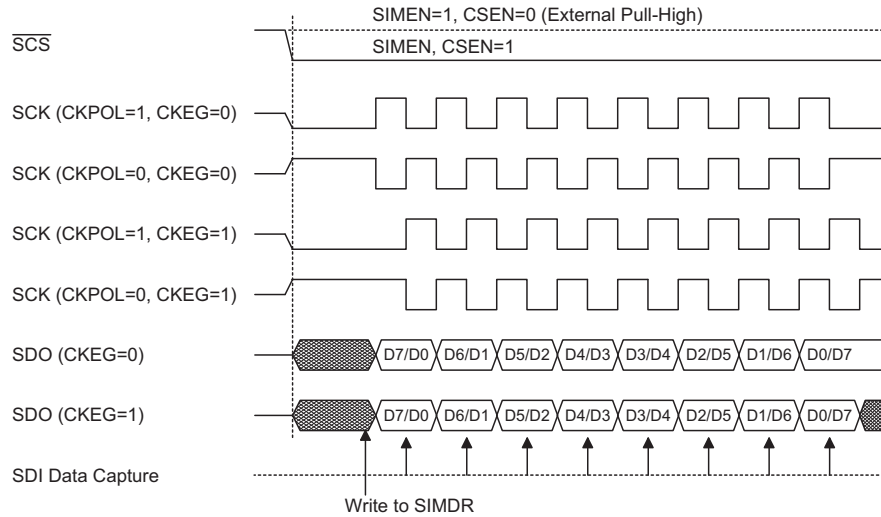 SIMEN=1, CSEN=0 (External Pull-High)
SCS
SIMEN, CSEN=1
SCK (CKPOL=1, CKEG=0)
SCK (CKPOL=0, CKEG=0)
SCK (CKPOL=1, CKEG=1)
SCK (CKPOL=0, CKEG=1)
SDO (CKEG=0) D7/D0 D6/D1 D5/D2 D4/D3 D3/D4 D2/D5 D1/D6 D0/D7
SDO (CKEG=1) D7/D0 D6/D1 D5/D2 D4/D3 D3/D4 D2/D5 D1/D6 D0/D7
SDI Data Capture
Write to SIMDR